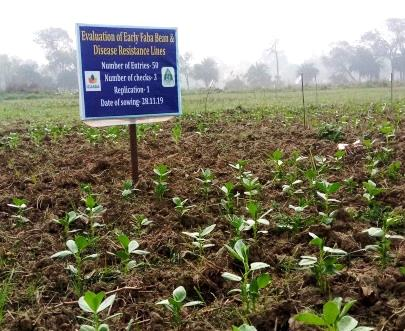 Evaluation of Early Faba Bean &
Disease Resistance Lines
Number of Entries-50
Number of checks-3
Replication- 1
Date of sowing- 28.11.19
ICARDA